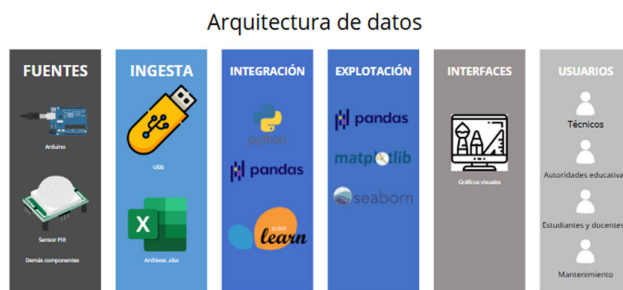 Arquitectura de datos
FUENTES
Arduino
Sensor PIR
Demás componentes
INGESTA
USB
X
Archivos .xlsx
INTEGRACIÓN
python
pandas
scikit
learn
EXPLOTACIÓN
pandas
matplotlib
seaborn
INTERFACES
Gráficos visuales
USUARIOS
Técnicos
Autoridades educativa
Estudiantes y docentes
Mantenimiento